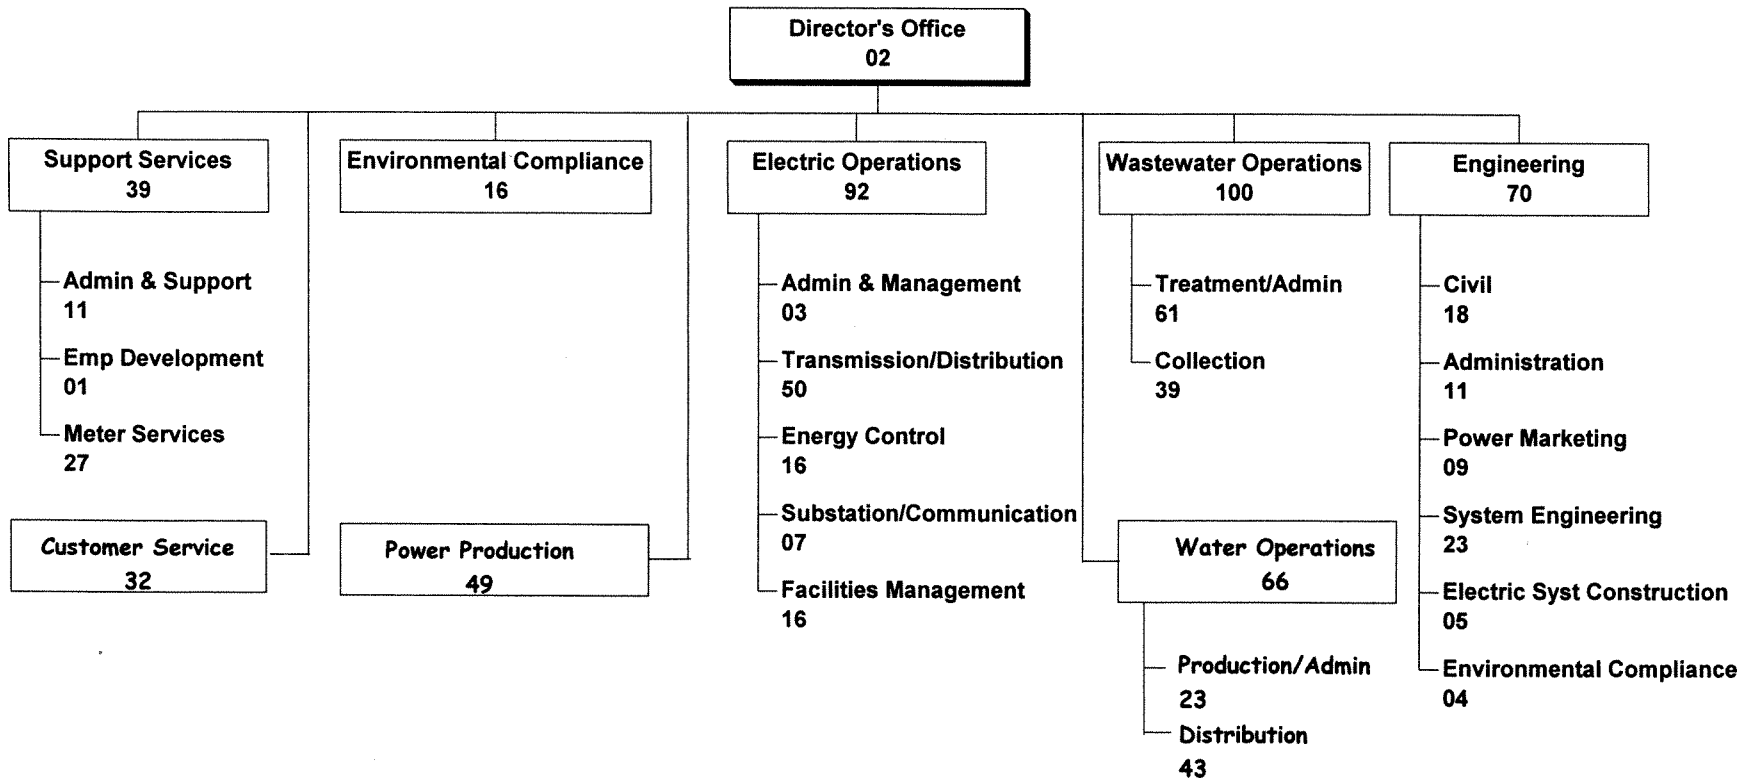 Director's Office
02
Support Services
39
Admin & Support
11
Emp Development
01
Meter Services
27
Customer Service
32
Environmental Compliance
16
Power Production
49
Electric Operations
92
Admin & Management
03
Transmission/Distribution
50
Energy Control
16
Substation/Communication
07
Facilities Management
16
Wastewater Operations
100
Treatment/Admin
61
Collection
39
Water Operations
66
Production/Admin
23
Distribution
43
Engineering
70
Civil
18
Administration
11
Power Marketing
09
System Engineering
23
Electric Syst Construction
05
Environmental Compliance
04